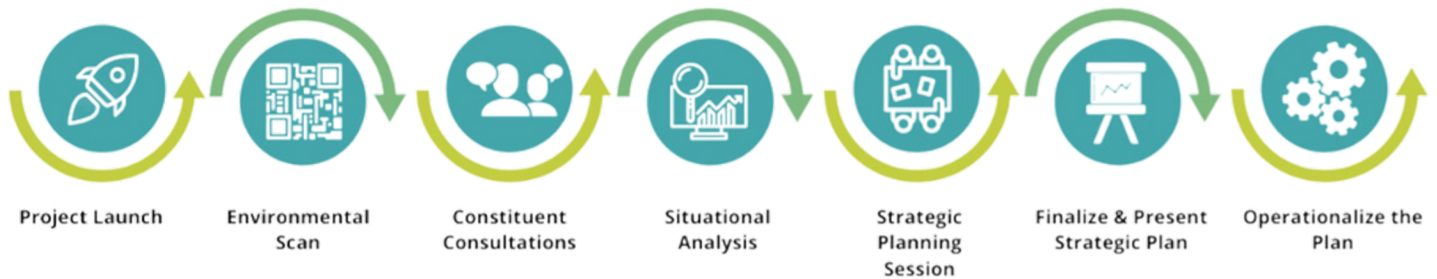 Project Launch
Environmental
Scan
Constituent
Consultations
Situational
Analysis
Strategic
Planning
Session
Finalize & Present
Strategic Plan
Operationalize the
Plan